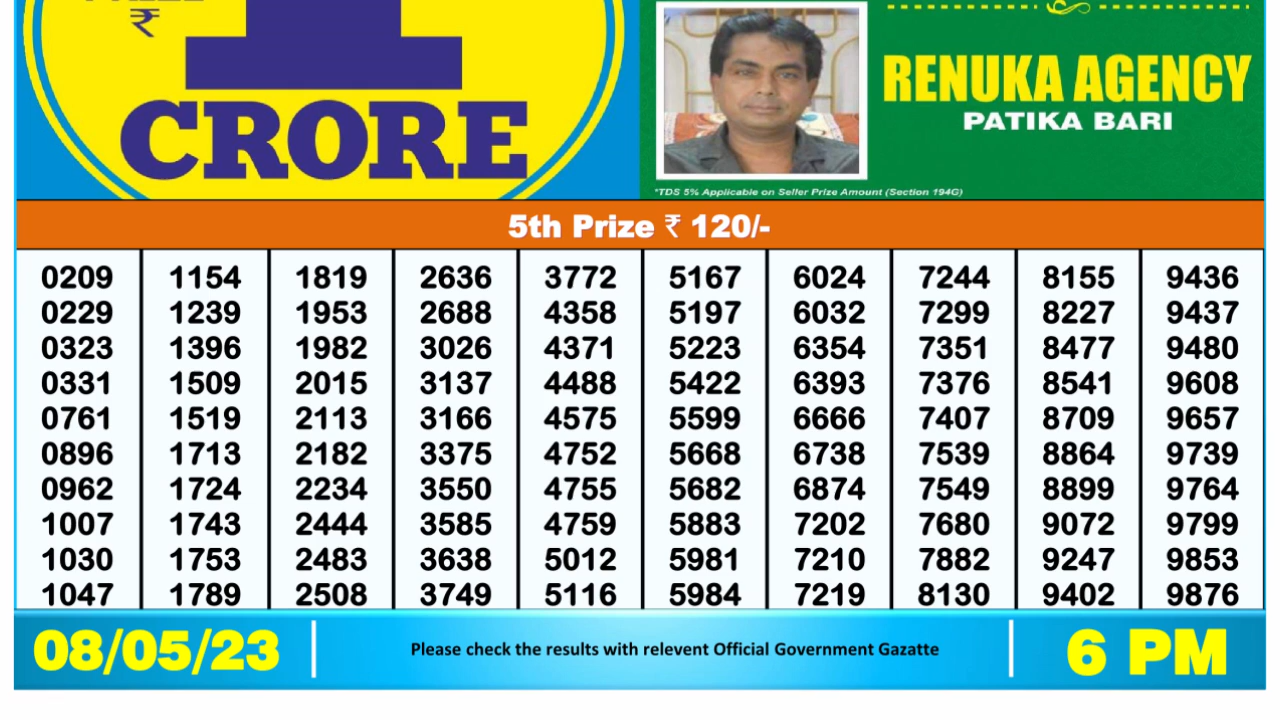 ₹
1
CRORE
RENUKA AGENCY
PATIKA BARI
*TDS 5% Applicable on Seller Prize Amount (Section 194G)
5th Prize ₹ 120/-
0209 1154 1819 2636 3772 5167 6024 7244 8155 9436
0229 1239 1953 2688 4358 5197 6032 7299 8227 9437
0323 1396 1982 3026 4371 5223 6354 7351 8477 9480
0331 1509 2015 3137 4488 5422 6393 7376 8541 9608
0761 1519 2113 3166 4575 5599 6666 7407 8709 9657
0896 1713 2182 3375 4752 5668 6738 7539 8864 9739
0962 1724 2234 3550 4755 5682 6874 7549 8899 9764
1007 1743 2444 3585 4759 5883 7202 7680 9072 9799
1030 1753 2483 3638 5012 5981 7210 7882 9247 9853
1047 1789 2508 3749 5116 5984 7219 8130 9402 9876
08/05/23
Please check the results with relevent Official Government Gazatte
6 PM